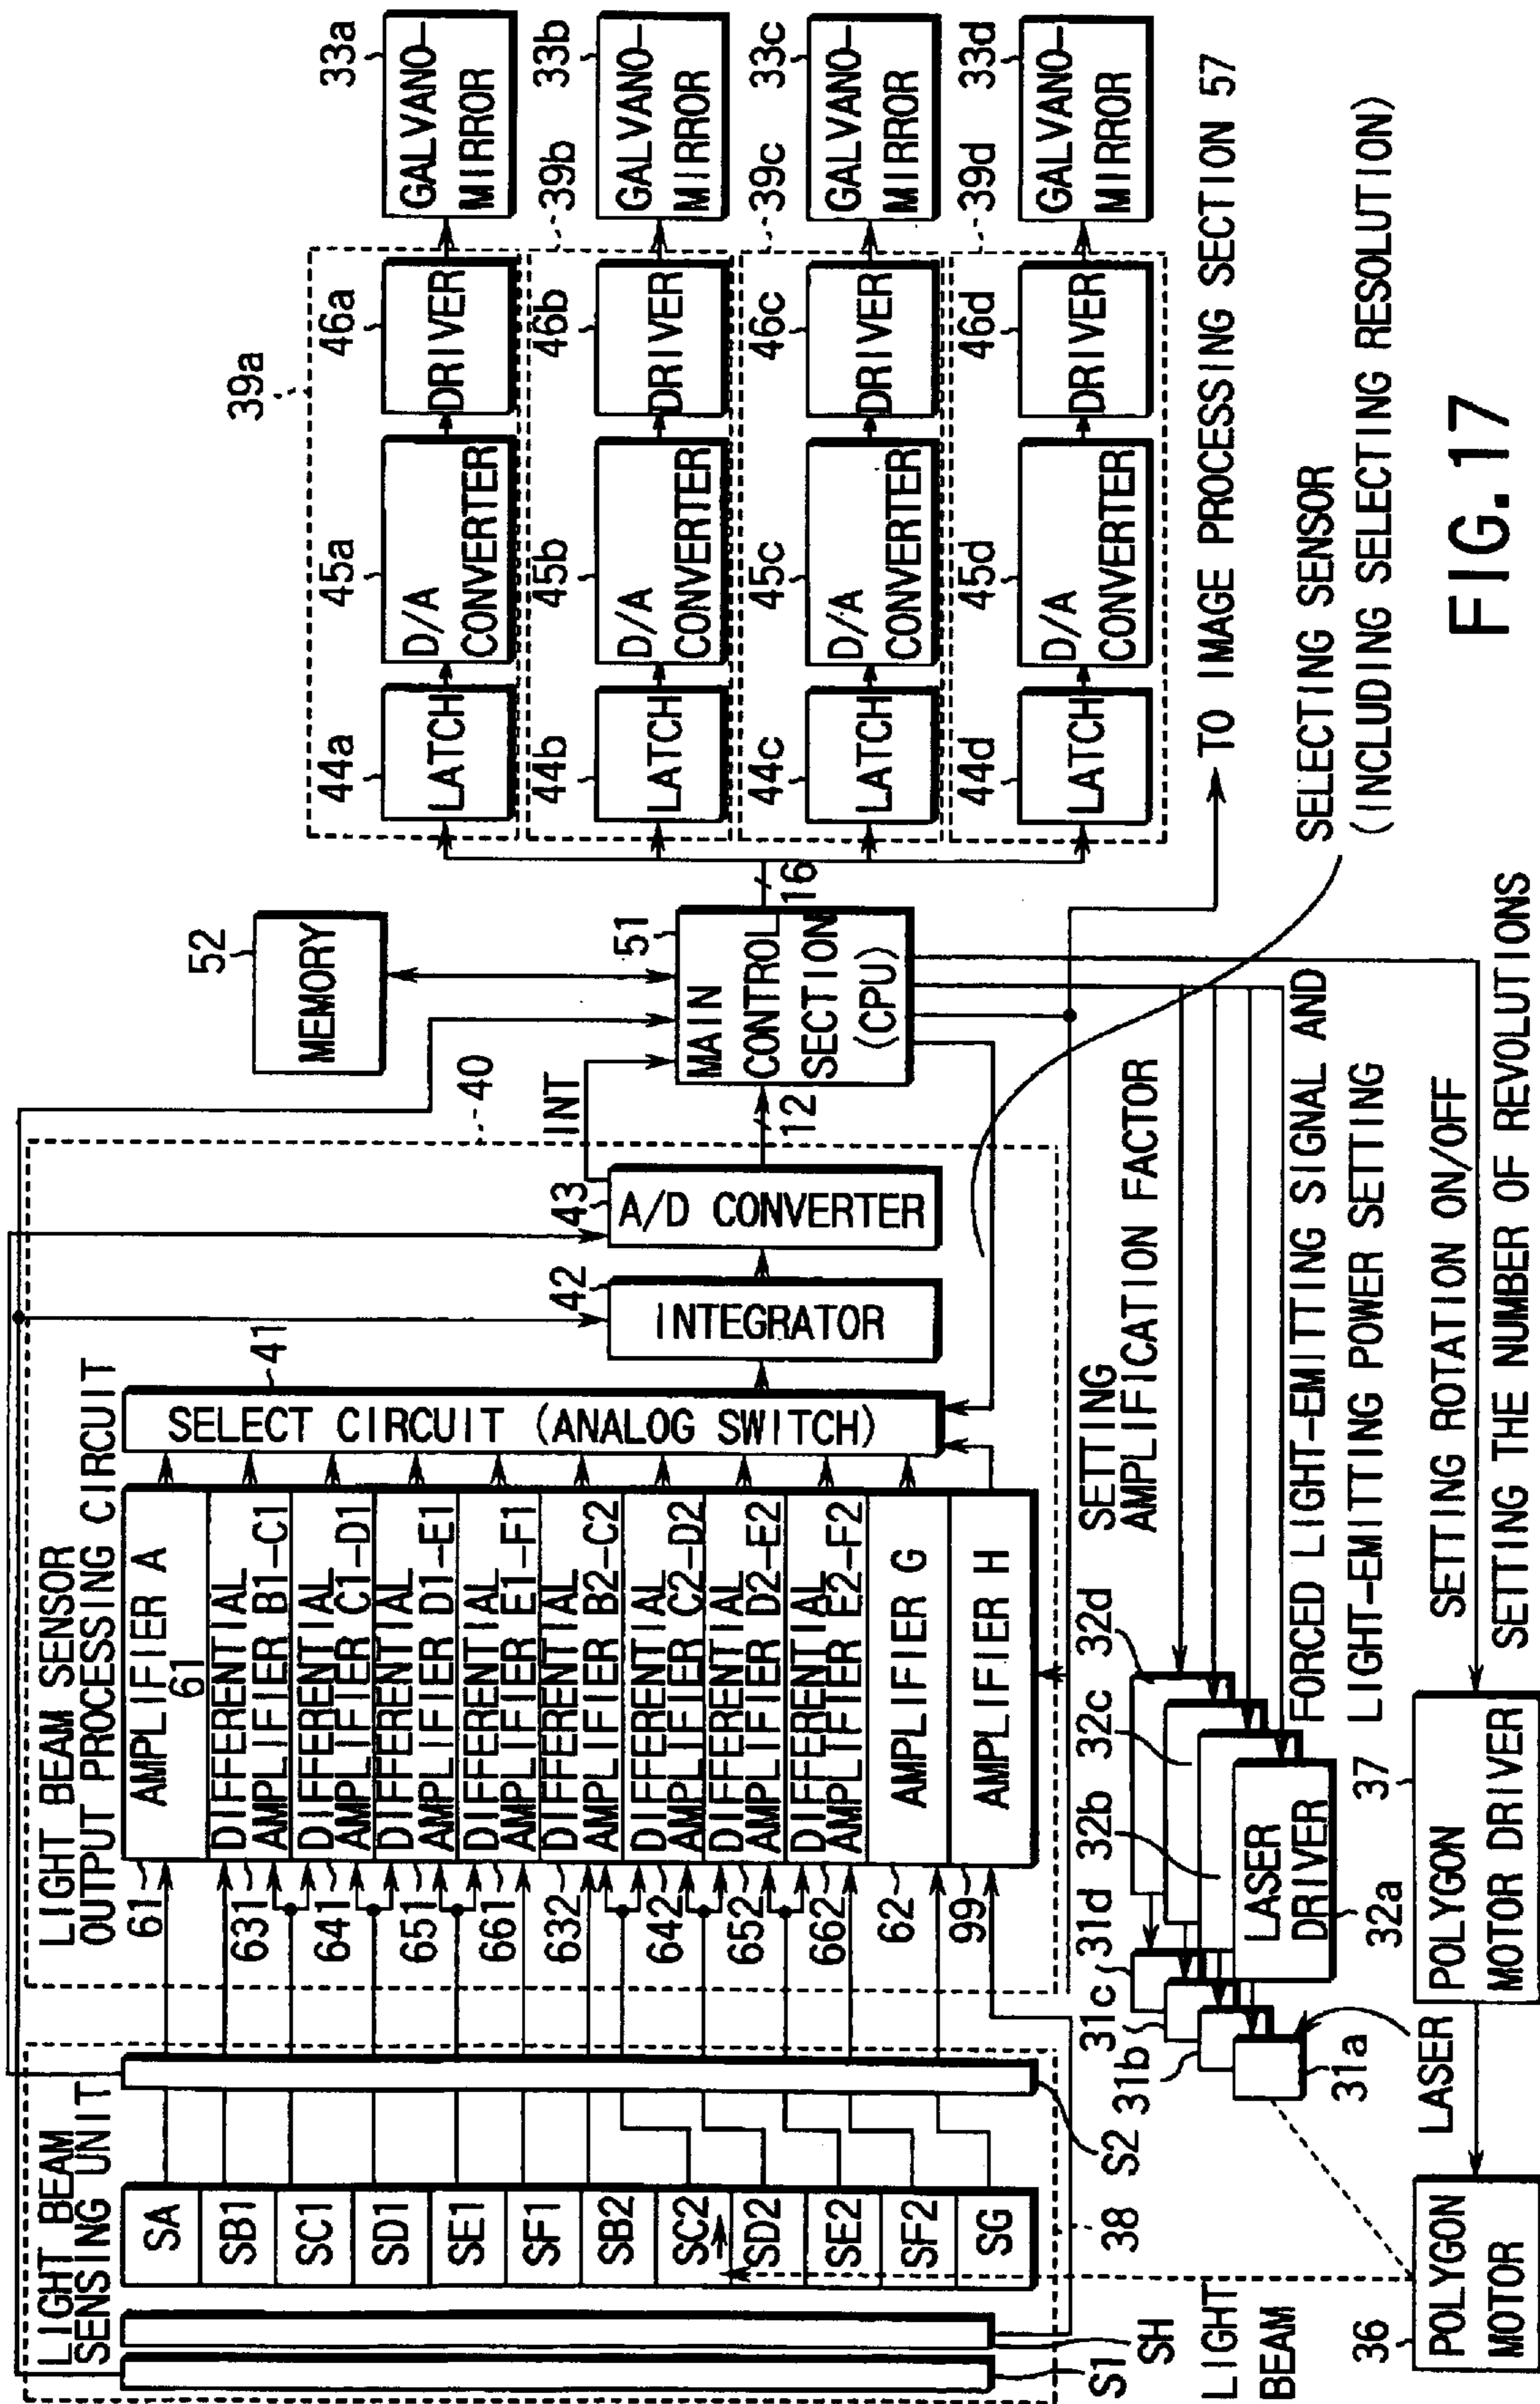 LIGHT BEAM
SENSING UNIT
S1
SH
SA
SB1
SC1
SD1
SE1
SF1
SB2
SC2
SD2
SE2
SF2
SG
S2
38
LIGHT BEAM SENSOR
OUTPUT PROCESSING CIRCUIT
40
61
AMPLIFIER A
61
631
DIFFERENTIAL
AMPLIFIER B1-C1
641
DIFFERENTIAL
AMPLIFIER C1-D1
651
DIFFERENTIAL
AMPLIFIER D1-E1
661
DIFFERENTIAL
AMPLIFIER E1-F1
632
DIFFERENTIAL
AMPLIFIER B2-C2
642
DIFFERENTIAL
AMPLIFIER C2-D2
652
DIFFERENTIAL
AMPLIFIER D2-E2
662
DIFFERENTIAL
AMPLIFIER E2-F2
62
AMPLIFIER G
99
AMPLIFIER H
41
SELECT CIRCUIT (ANALOG SWITCH)
42
INTEGRATOR
43
A/D CONVERTER
INT
12
52
MEMORY
51
MAIN
CONTROL
SECTION
(CPU)
16
39a
44a
LATCH
45a
D/A
CONVERTER
46a
DRIVER
33a
GALVANO-
MIRROR
39b
44b
LATCH
45b
D/A
CONVERTER
46b
DRIVER
33b
GALVANO-
MIRROR
39c
44c
LATCH
45c
D/A
CONVERTER
46c
DRIVER
33c
GALVANO-
MIRROR
39d
44d
LATCH
45d
D/A
CONVERTER
46d
DRIVER
33d
GALVANO-
MIRROR
TO IMAGE PROCESSING SECTION 57
SELECTING SENSOR
(INCLUDING SELECTING RESOLUTION)
SETTING
AMPLIFICATION FACTOR
FORCED LIGHT-EMITTING SIGNAL AND
LIGHT-EMITTING POWER SETTING
SETTING ROTATION ON/OFF
SETTING THE NUMBER OF REVOLUTIONS
31d
31c
31b
31a
LASER
32d
32c
32b
LASER
DRIVER
32a
37
POLYGON
MOTOR DRIVER
36
POLYGON
MOTOR
LIGHT
BEAM
FIG. 17